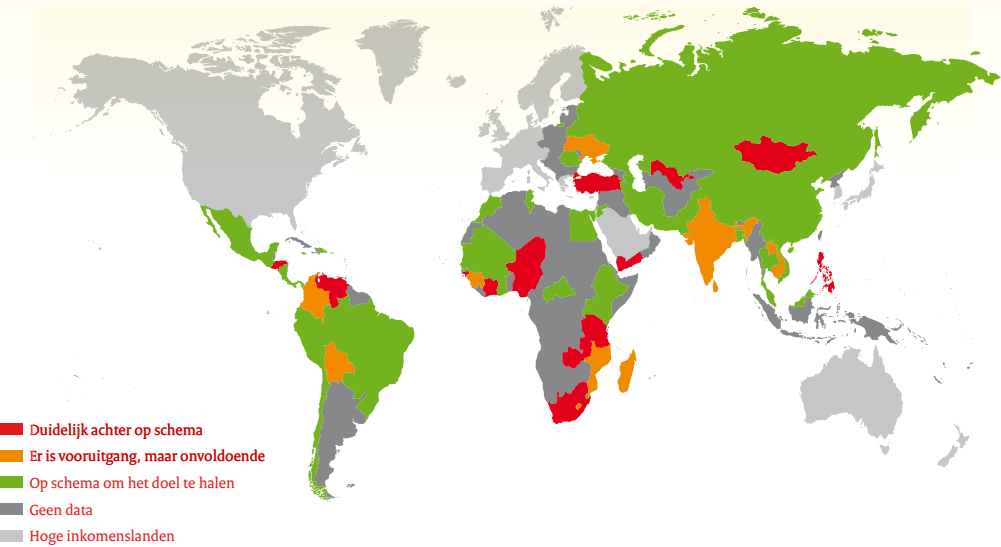 Duidelijk achter op schema
Er is vooruitgang, maar onvoldoende
Op schema om het doel te halen
Geen data
Hoge inkomenslanden